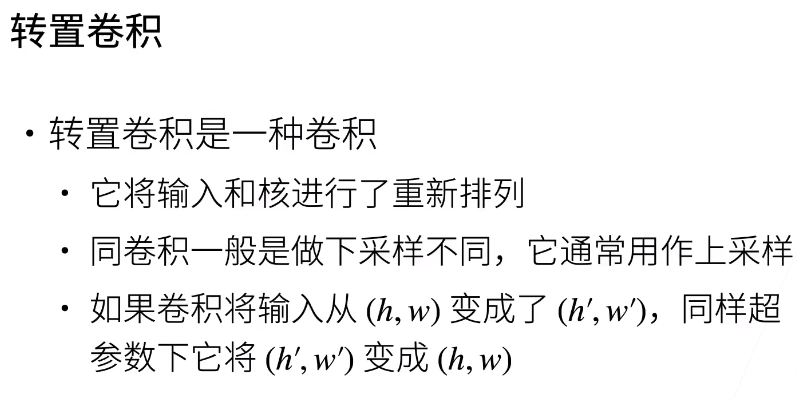 转置卷积
• 转置卷积是一种卷积
• 它将输入和核进行了重新排列
• 同卷积一般是做下采样不同，它通常用作上采样
• 如果卷积将输入从 (h, w) 变成了 (h′, w′)，同样超
参数下它将 (h′, w′) 变成 (h, w)